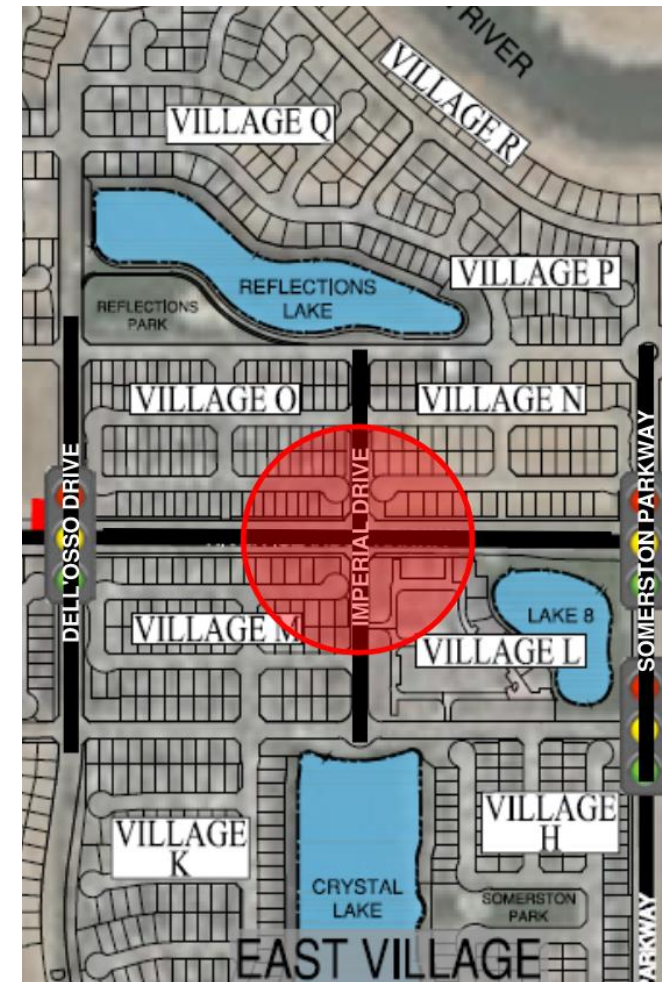 RIVER
VILLAGE R
VILLAGE Q
VILLAGE P
REFLECTIONS
LAKE
REFLECTIONS
PARK
VILLAGE O
VILLAGE N
DELL'OSSO DRIVE
IMPERIAL DRIVE
SOMERSTON PARKWAY
LAKE 8
VILLAGE M
VILLAGE L
VILLAGE
K
VILLAGE
H
CRYSTAL
LAKE
SOMERSTON
PARK
PARKWAY
EAST VILLAGE